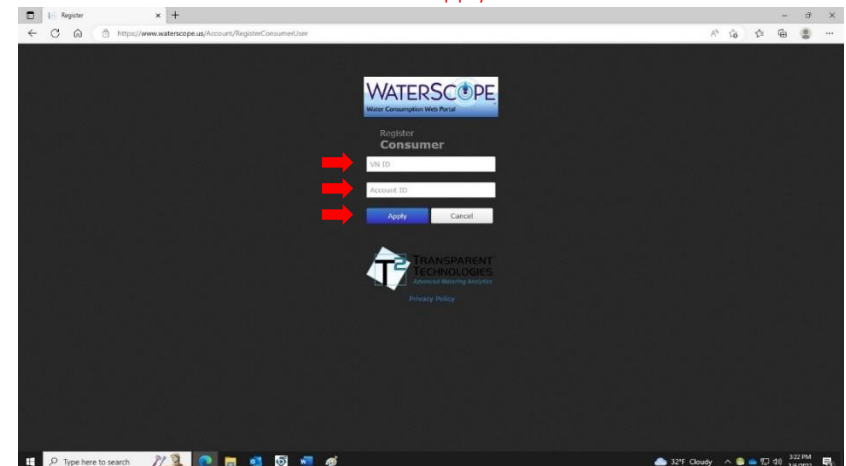 Register
https://www.waterscope.us/Account/RegisterConsumerUser
WATERSCOPE
Water Consumption Web Portal
Register
Consumer
VN ID
Account ID
Apply Cancel
T2 TRANSPARENT
TECHNOLOGIES
Advanced Metering Analytics
Privacy Policy
Type here to search
32°F Cloudy
3:22 PM